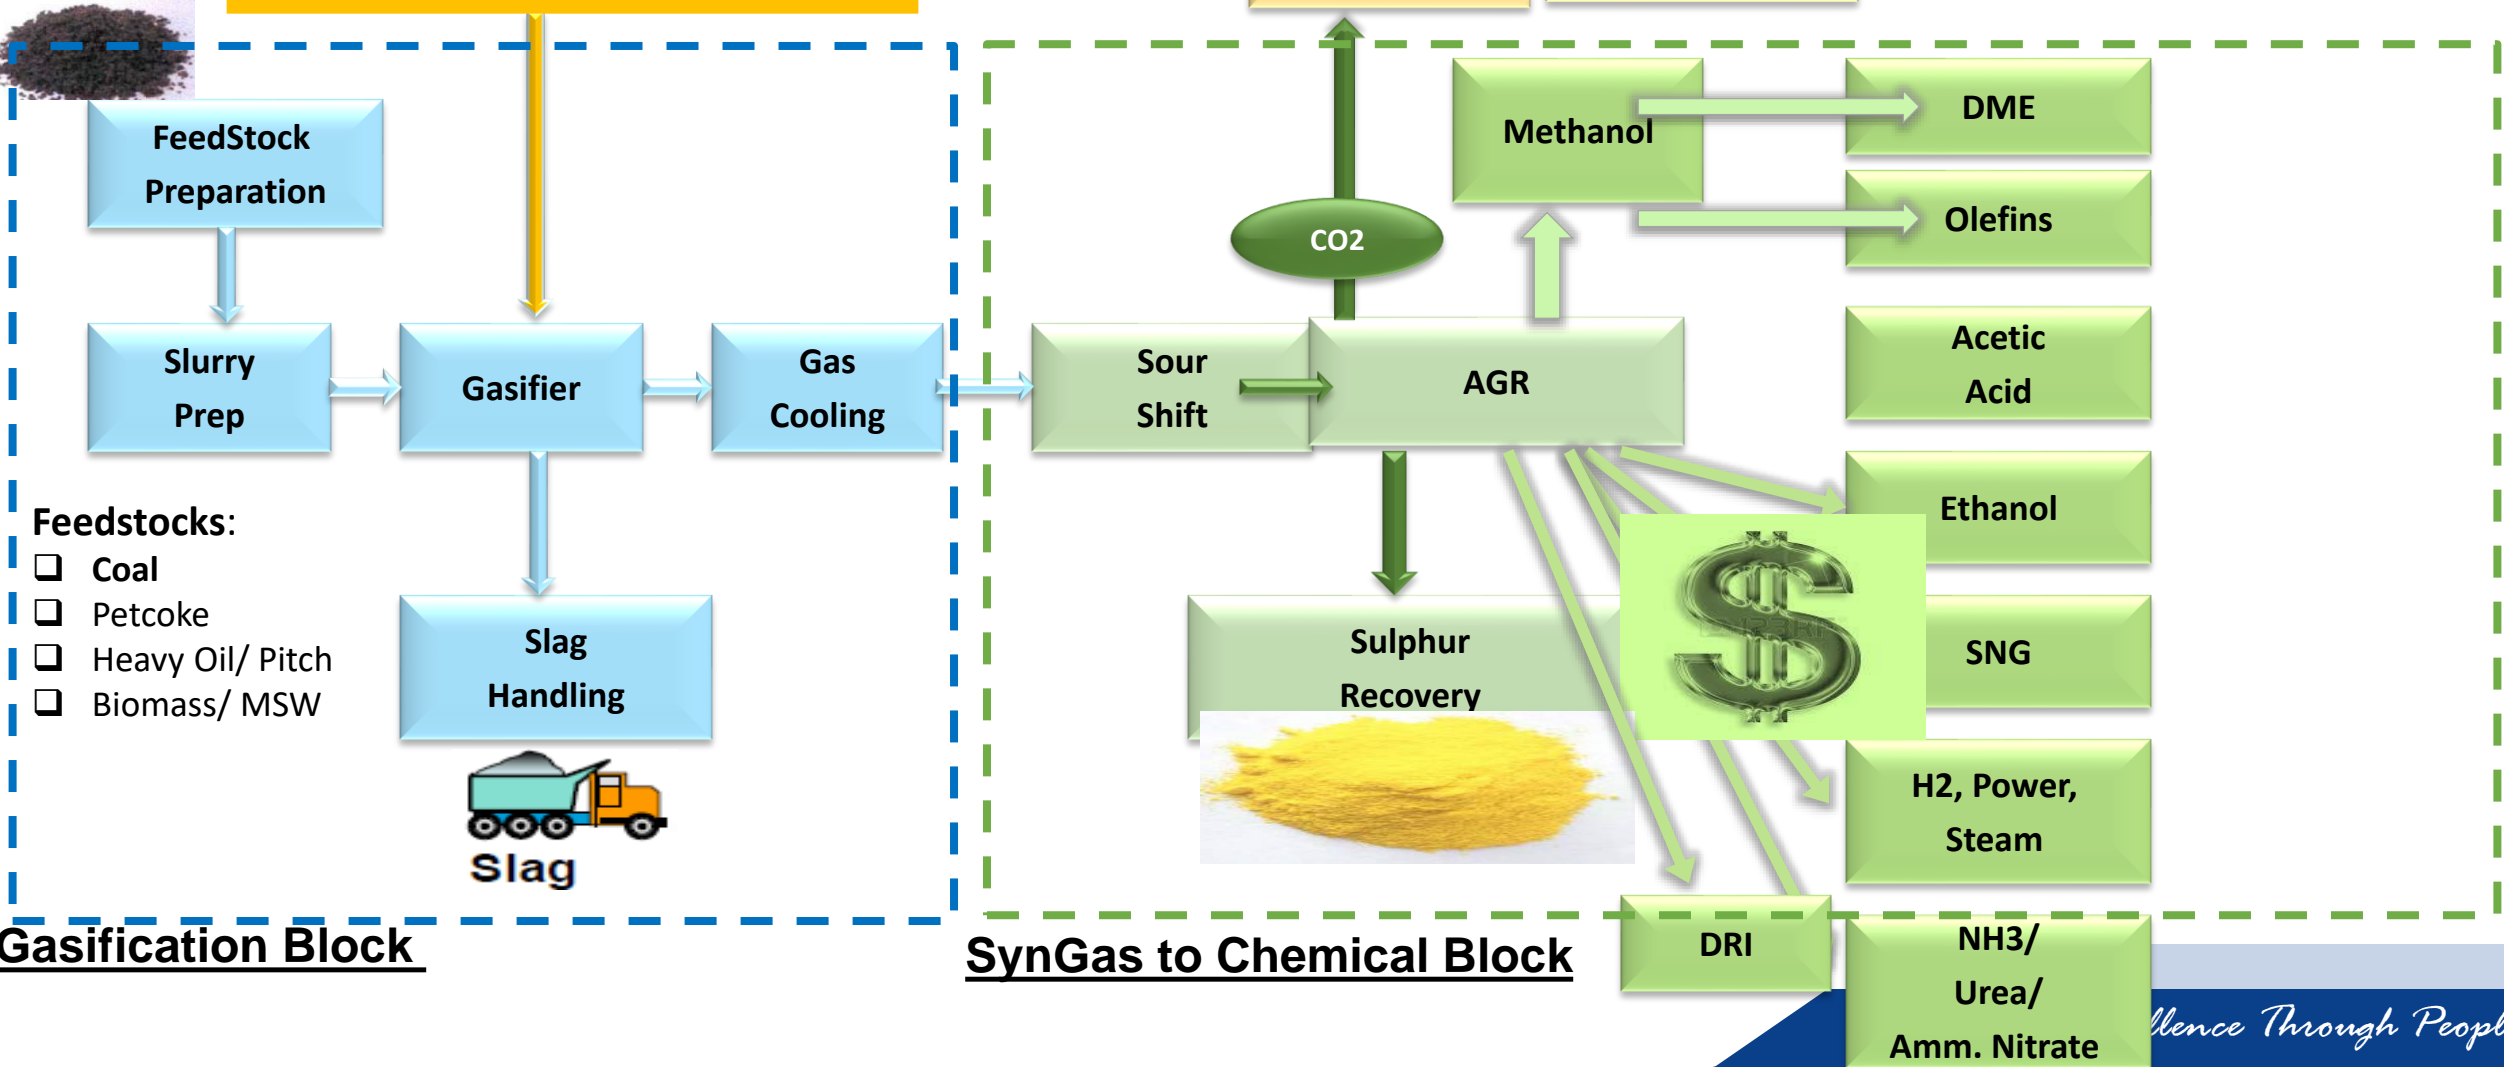 FeedStock
Preparation
Slurry
Prep
Gasifier
Gas
Cooling
Slag
Handling
Feedstocks:
Coal
Petcoke
Heavy Oil/ Pitch
Biomass/ MSW
Slag
Gasification Block
CO2
Sour
Shift
AGR
Methanol
DME
Olefins
Acetic
Acid
Ethanol
SNG
Sulphur
Recovery
H2, Power,
Steam
DRI
NH3/
Urea/
Amm. Nitrate
SynGas to Chemical Block
Through